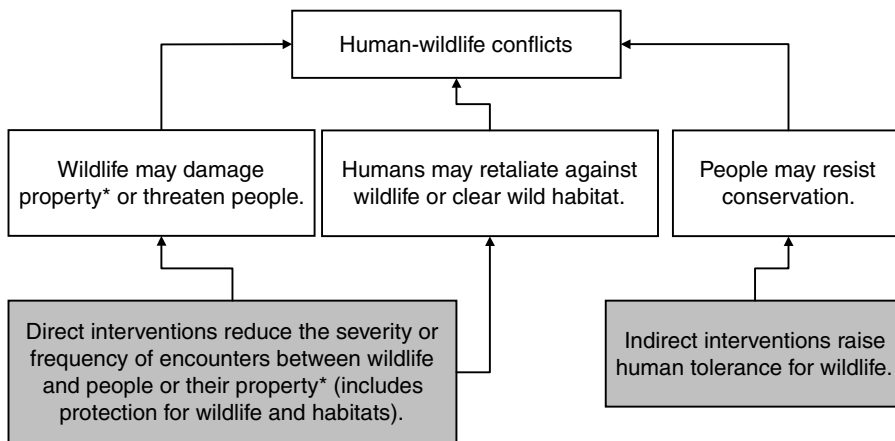 Human-wildlife conflicts
Wildlife may damage
property* or threaten people.
Humans may retaliate against
wildlife or clear wild habitat.
People may resist
conservation.
Direct interventions reduce the severity or
frequency of encounters between wildlife
and people or their property* (includes
protection for wildlife and habitats).
Indirect interventions raise
human tolerance for wildlife.